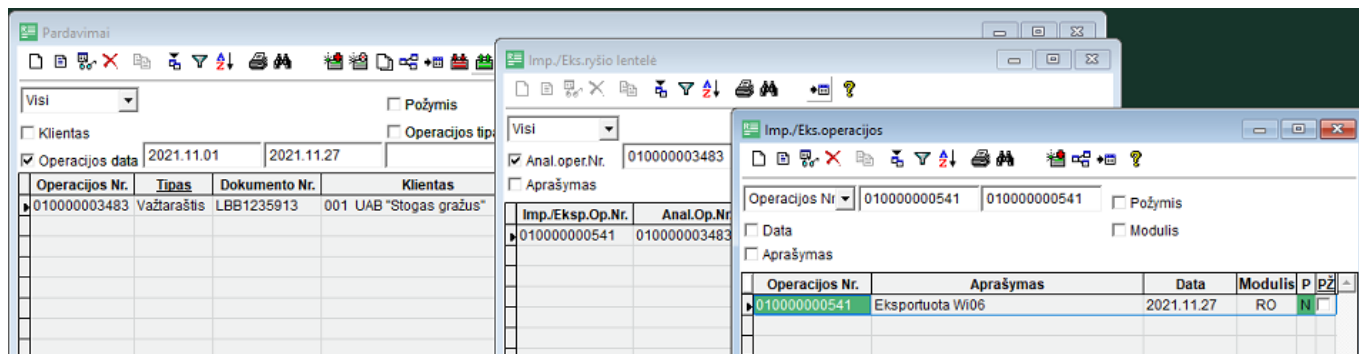 Pardavimai
Visi
Požymis
Klientas
Operacijos tipa
Operacijos data 2021.11.01 2021.11.27
Operacijos Nr. Tipas Dokumento Nr. Klientas
010000003483 Važtaraštis LBB1235913 001 UAB "Stogas gražus"
Imp./Eks.ryšio lentelė
Visi
Anal.oper.Nr. 010000003483
Aprašymas
Imp./Eksp.Op.Nr. Anal.Op.Nr
010000000541 010000003483
Imp./Eks.operacijos
Operacijos Nr 010000000541 010000000541 Požymis
Data Modulis
Aprašymas
Operacijos Nr. Aprašymas Data Modulis P PŽ
010000000541 Eksportuota Wi06 2021.11.27 RO N